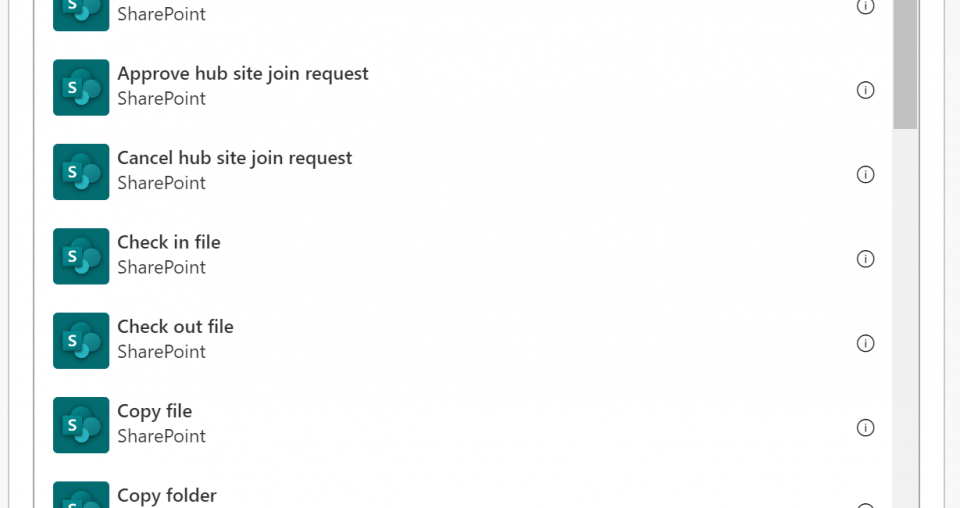 SharePoint
Approve hub site join request
SharePoint
Cancel hub site join request
SharePoint
Check in file
SharePoint
Check out file
SharePoint
Copy file
SharePoint
Copy folder